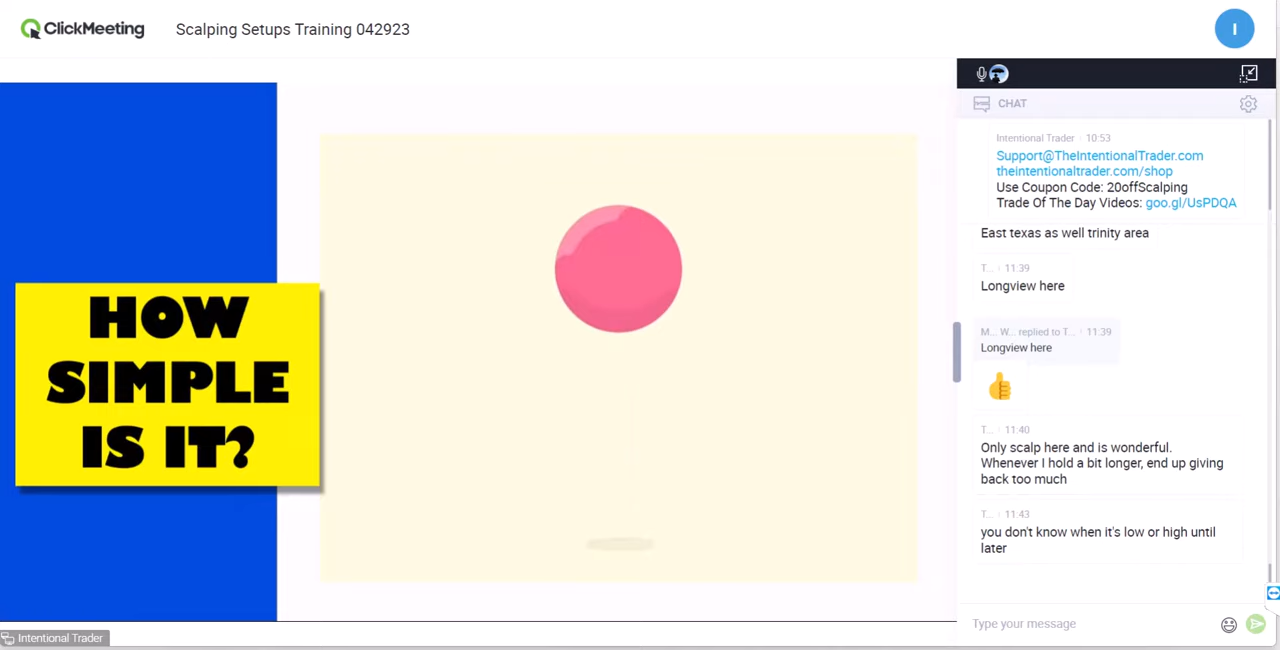 ClickMeeting
Scalping Setups Training 042923
I
HOW
SIMPLE
IS IT?
CHAT
Intentional Trader 10:53
Support@TheIntentionalTrader.com
theintentionaltrader.com/shop
Use Coupon Code: 20offScalping
Trade Of The Day Videos: goo.gl/UsPDQA
East texas as well trinity area
T... 11:39
Longview here
M... W... replied to T... 11:39
Longview here
T... 11:40
Only scalp here and is wonderful.
Whenever I hold a bit longer, end up giving
back too much
T... 11:43
you don't know when it's low or high until
later
Type your message
Intentional Trader